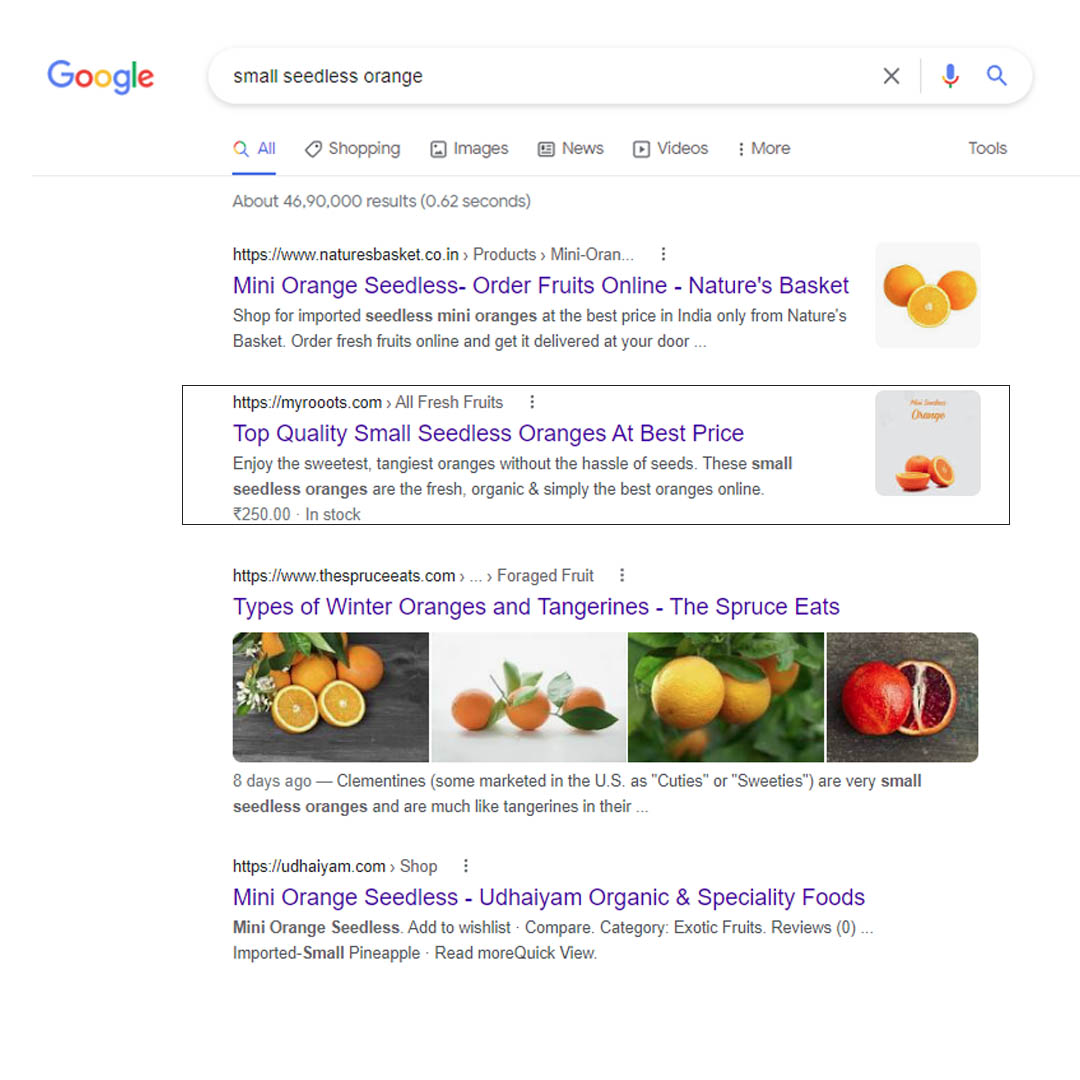 Google
small seedless orange
All Shopping Images News Videos More Tools
About 46,90,000 results (0.62 seconds)
https://www.naturesbasket.co.in › Products › Mini-Oran...
Mini Orange Seedless- Order Fruits Online - Nature's Basket
Shop for imported seedless mini oranges at the best price in India only from Nature's
Basket. Order fresh fruits online and get it delivered at your door ...
https://myrooots.com › All Fresh Fruits
Mini Seedless
Orange
Top Quality Small Seedless Oranges At Best Price
Enjoy the sweetest, tangiest oranges without the hassle of seeds. These small
seedless oranges are the fresh, organic & simply the best oranges online.
₹250.00 · In stock
https://www.thespruceeats.com › ... › Foraged Fruit
Types of Winter Oranges and Tangerines - The Spruce Eats
8 days ago — Clementines (some marketed in the U.S. as "Cuties" or "Sweeties") are very small
seedless oranges and are much like tangerines in their ...
https://udhaiyam.com › Shop
Mini Orange Seedless - Udhaiyam Organic & Speciality Foods
Mini Orange Seedless. Add to wishlist · Compare. Category: Exotic Fruits. Reviews (0) ...
Imported-Small Pineapple · Read moreQuick View.